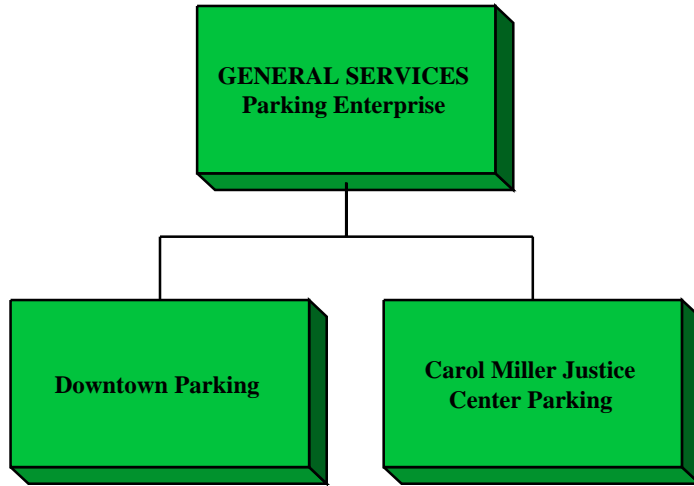 GENERAL SERVICES
Parking Enterprise
Downtown Parking
Carol Miller Justice
Center Parking